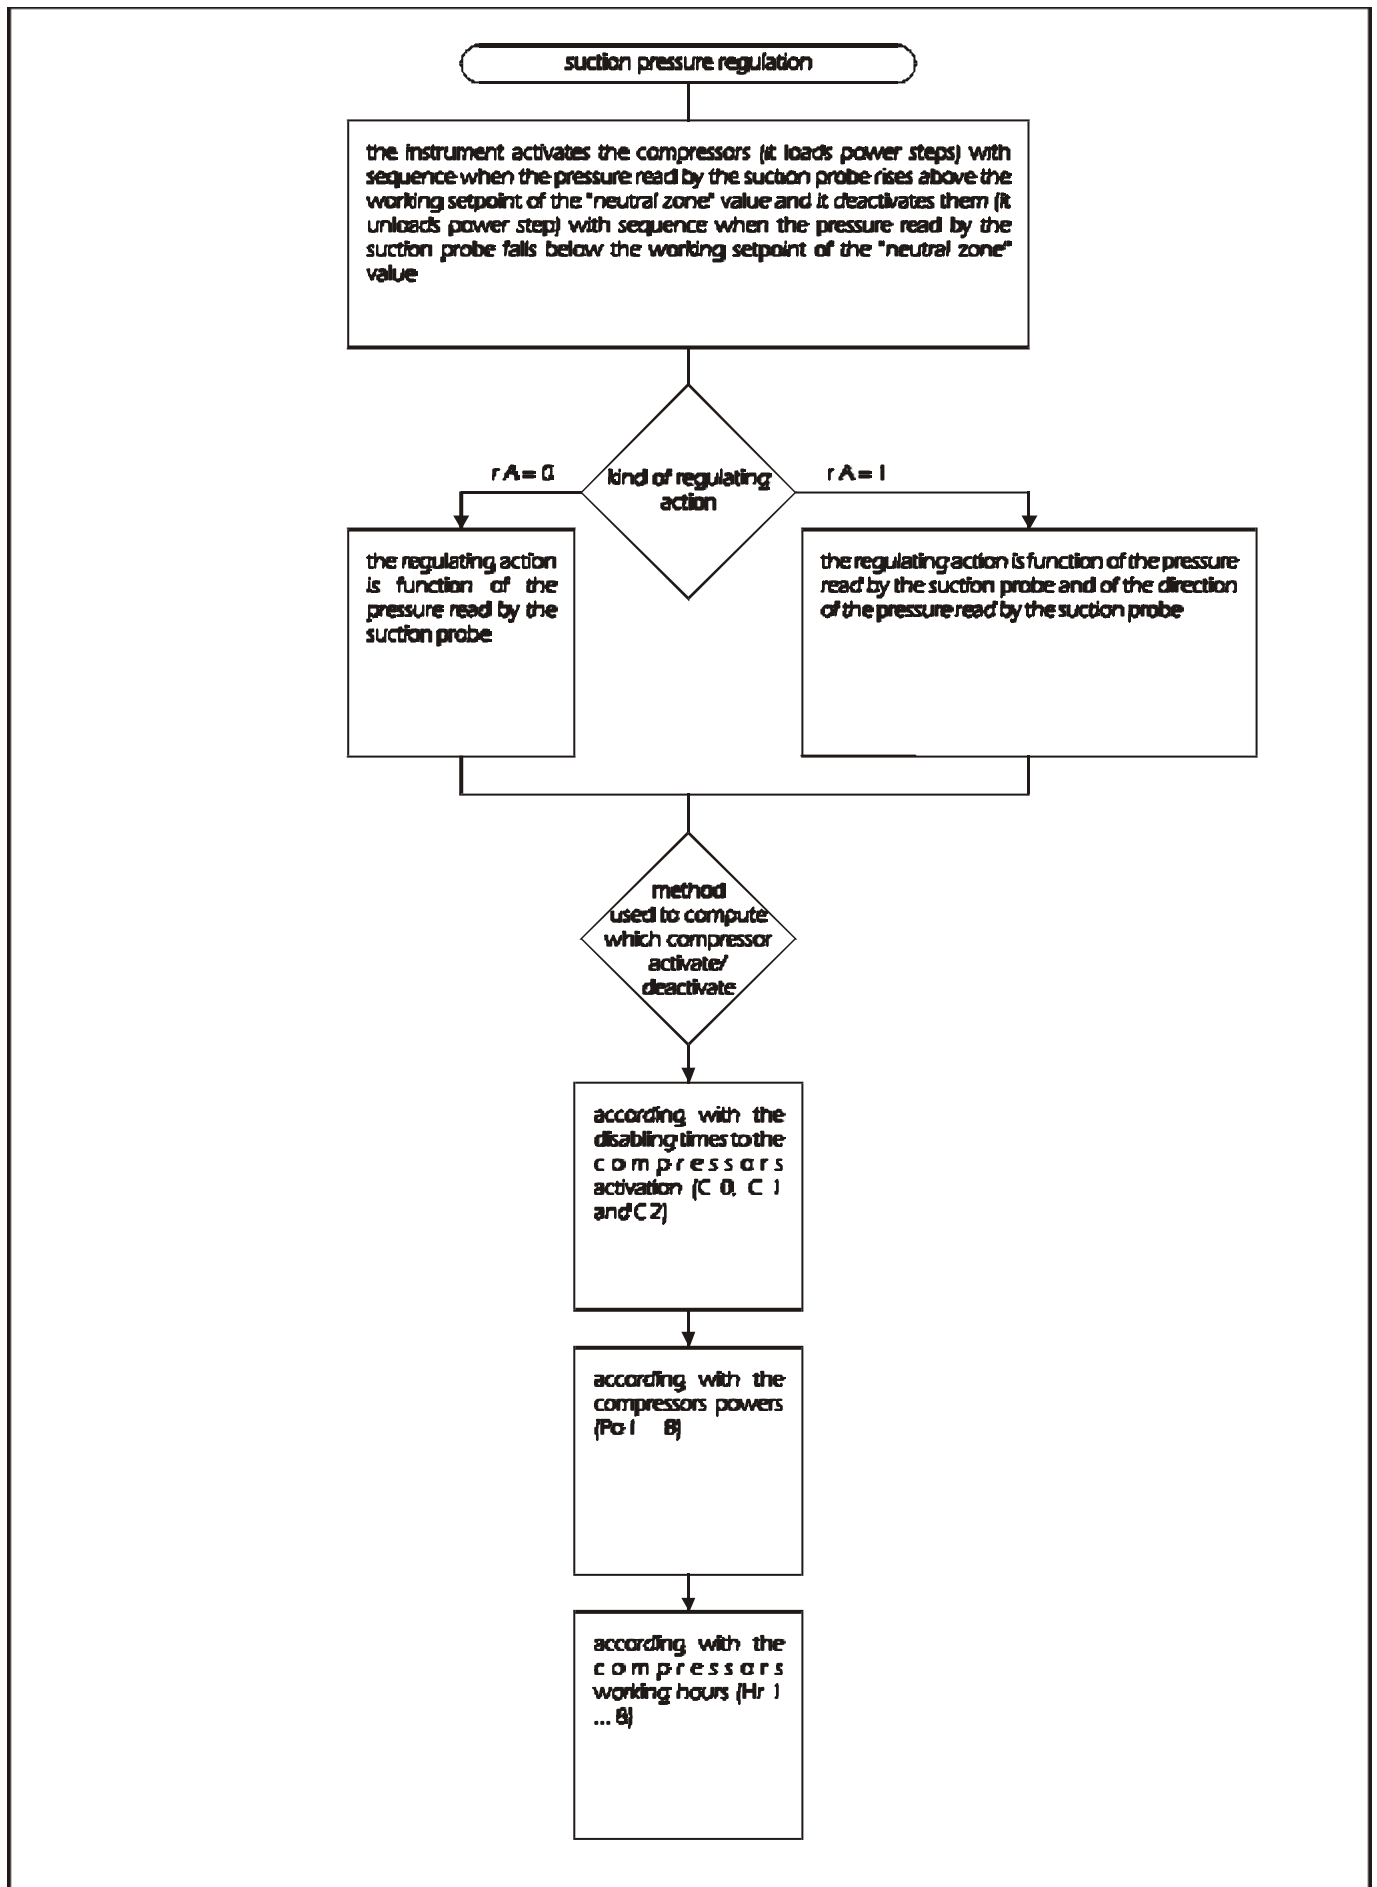 suction pressure regulation
the instrument activates the compressors (it loads power steps) with
sequence when the pressure read by the suction probe rises above the
working setpoint of the "neutral zone" value and it deactivates them (it
unloads power step) with sequence when the pressure read by the
suction probe falls below the working setpoint of the "neutral zone"
value
kind of regulating
action
r A = 0
r A = 1
the regulating action
is function of the
pressure read by the
suction probe
the regulating action is function of the pressure
read by the suction probe and of the direction
of the pressure read by the suction probe
method
used to compute
which compressor
activate/
deactivate
according with the
disabling times to the
compressors
activation (C 0, C 1
and C 2)
according with the
compressors powers
(Po 1
according with the
compressors
working hours (Hr 1
...